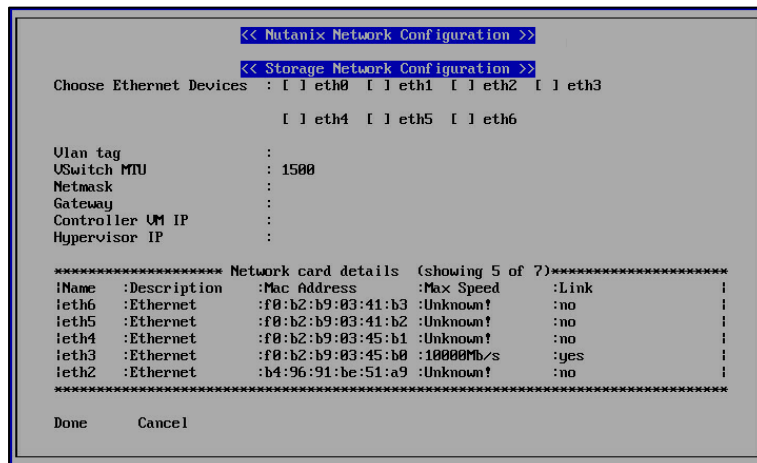 << Nutanix Network Configuration >>
<< Storage Network Configuration >>
Choose Ethernet Devices : [ ] eth0 [ ] eth1 [ ] eth2 [ ] eth3
[ ] eth4 [ ] eth5 [ ] eth6
Vlan tag :
VSwitch MTU : 1500
Netmask :
Gateway :
Controller VM IP :
Hypervisor IP :
******************** Network card details (showing 5 of 7)*********************
|Name :Description :Mac Address :Max Speed :Link |
|eth6 :Ethernet :f0:b2:b9:03:41:b3 :Unknown! :no |
|eth5 :Ethernet :f0:b2:b9:03:41:b2 :Unknown! :no |
|eth4 :Ethernet :f0:b2:b9:03:45:b1 :Unknown! :no |
|eth3 :Ethernet :f0:b2:b9:03:45:b0 :10000Mb/s :yes |
|eth2 :Ethernet :b4:96:91:be:51:a9 :Unknown! :no |
********************************************************************************
Done Cancel